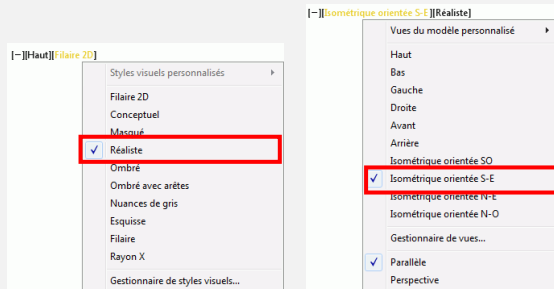 [−][Haut][Filaire 2D]
Styles visuels personnalisés
Filaire 2D
Conceptuel
Masqué
Réaliste
Ombré
Ombré avec arêtes
Nuances de gris
Esquisse
Filaire
Rayon X
Gestionnaire de styles visuels...
[−][Isométrique orientée S-E][Réaliste]
Vues du modèle personnalisé
Haut
Bas
Gauche
Droite
Avant
Arrière
Isométrique orientée SO
Isométrique orientée S-E
Isométrique orientée N-E
Isométrique orientée N-O
Gestionnaire de vues...
Parallèle
Perspective